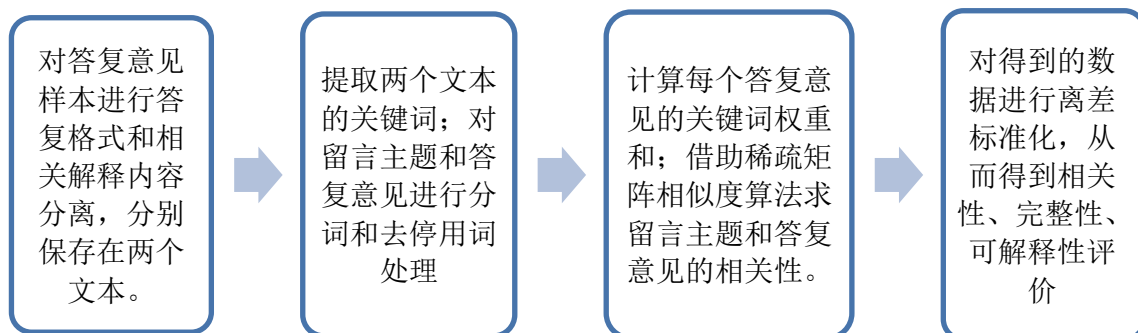 对答复意见
样本进行答
复格式和相
关解释内容
分离，分别
保存在两个
文本。
提取两个文本
的关键词；对
留言主题和答
复意见进行分
词和去停用词
处理
计算每个答复意
见的关键词权重
和；借助稀疏矩
阵相似度算法求
留言主题和答复
意见的相关性。
对得到的数
据进行离差
标准化，从
而得到相关
性、完整性、
可解释性评
价